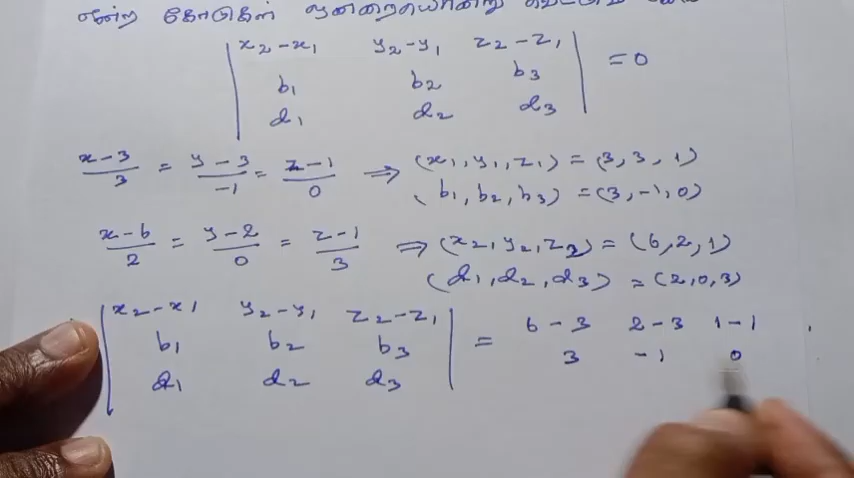 என்ற கோடுகள் ஒன்றையொன்று வெட்டும்
| x₂-x₁ y₂-y₁ z₂-z₁ |
| b₁ b₂ b₃ | = 0
| d₁ d₂ d₃ |
x-3/3 = y-3/-1 = z-1/0 ⇒ (x₁, y₁, z₁) = (3, 3, 1)
(b₁, b₂, b₃) = (3, -1, 0)
x-6/2 = y-2/0 = z-1/3 ⇒ (x₂, y₂, z₂) = (6, 2, 1)
(d₁, d₂, d₃) = (2, 0, 3)
| x₂-x₁ y₂-y₁ z₂-z₁ | 6-3 2-3 1-1
| b₁ b₂ b₃ | = 3 -1 0
| d₁ d₂ d₃ |